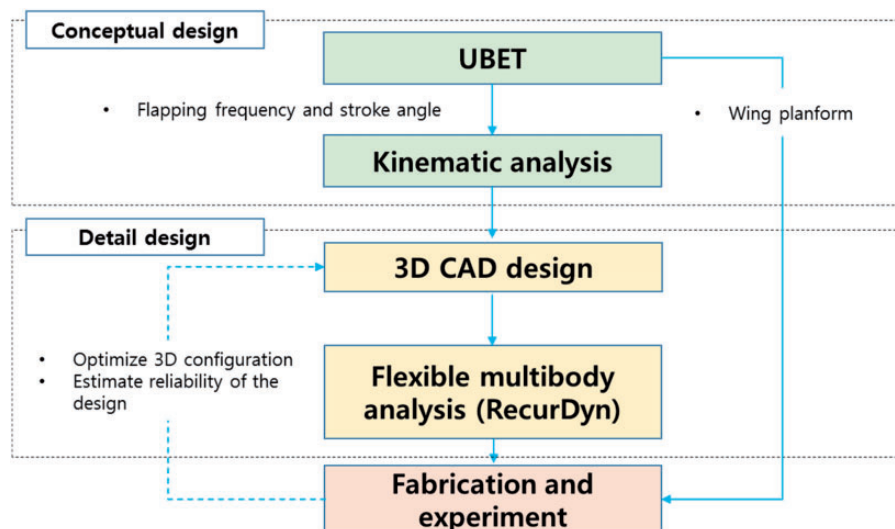 Conceptual design
UBET
• Flapping frequency and stroke angle
• Wing planform
Kinematic analysis
Detail design
3D CAD design
• Optimize 3D configuration
• Estimate reliability of the
design
Flexible multibody
analysis (RecurDyn)
Fabrication and
experiment